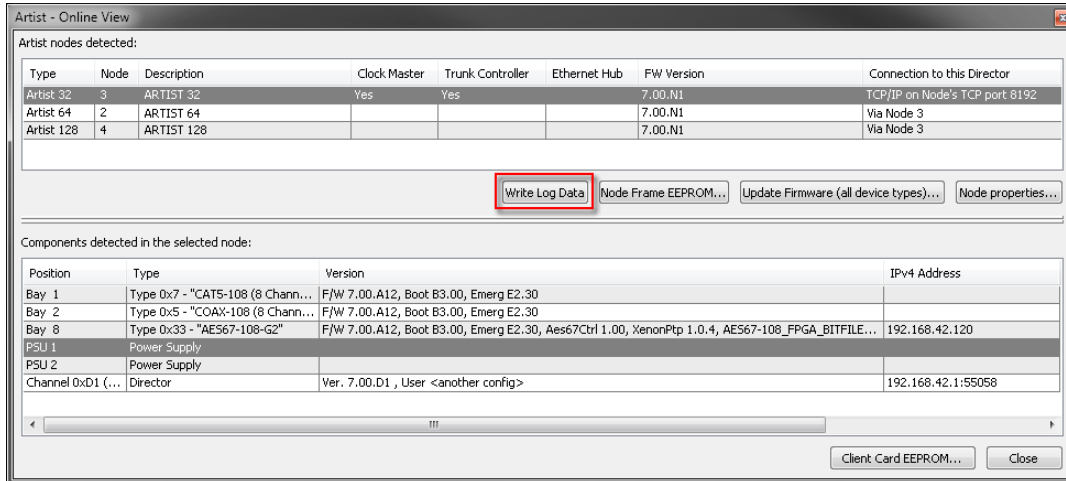 Artist - Online View
Artist nodes detected:
Type Node Description Clock Master Trunk Controller Ethernet Hub FW Version Connection to this Director
Artist 32 3 ARTIST 32 Yes Yes 7.00.N1 TCP/IP on Node's TCP port 8192
Artist 64 2 ARTIST 64 7.00.N1 Via Node 3
Artist 128 4 ARTIST 128 7.00.N1 Via Node 3
Write Log Data Node Frame EEPROM... Update Firmware (all device types)... Node properties...
Components detected in the selected node:
Position Type Version IPv4 Address
Bay 1 Type 0x7 - "CAT5-108 (8 Chann... F/W 7.00.A12, Boot B3.00, Emerg E2.30
Bay 2 Type 0x5 - "COAX-108 (8 Chann... F/W 7.00.A12, Boot B3.00, Emerg E2.30
Bay 8 Type 0x33 - "AES67-108-G2" F/W 7.00.A12, Boot B3.00, Emerg E2.30, Aes67Ctrl 1.00, XenonPtp 1.0.4, AES67-108_FPGA_BITFILE... 192.168.42.120
PSU 1 Power Supply
PSU 2 Power Supply
Channel 0xD1 (... Director Ver. 7.00.D1 , User <another config> 192.168.42.1:55058
Client Card EEPROM... Close